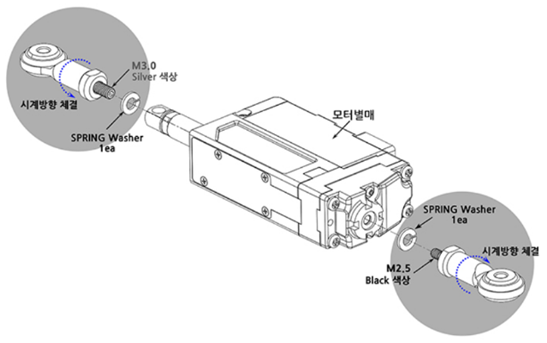 M3.0
Silver 색상
시계방향 체결
SPRING Washer
1ea
모터별매
SPRING Washer
1ea
시계방향 체결
M2.5
Black 색상